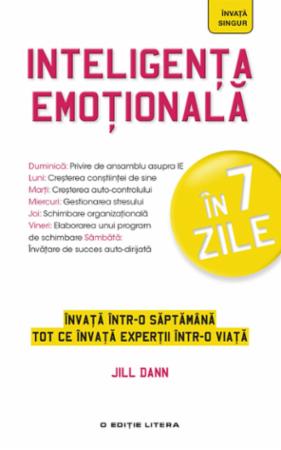 ÎNVAȚĂ
SINGUR
INTELIGENȚA
EMOȚIONALĂ
Duminică: Privire de ansamblu asupra IE
Luni: Creșterea conștiinței de sine
Marți: Creșterea auto-controlului
Miercuri: Gestionarea stresului
Joi: Schimbare organizațională
Vineri: Elaborarea unui program
de schimbare Sâmbătă:
Învățare de succes auto-dirijată
ÎN 7
ZILE
ÎNVAȚĂ ÎNTR-O SĂPTĂMÂNĂ
TOT CE ÎNVAȚĂ EXPERȚII ÎNTR-O VIAȚĂ
JILL DANN
O EDIȚIE LITERA